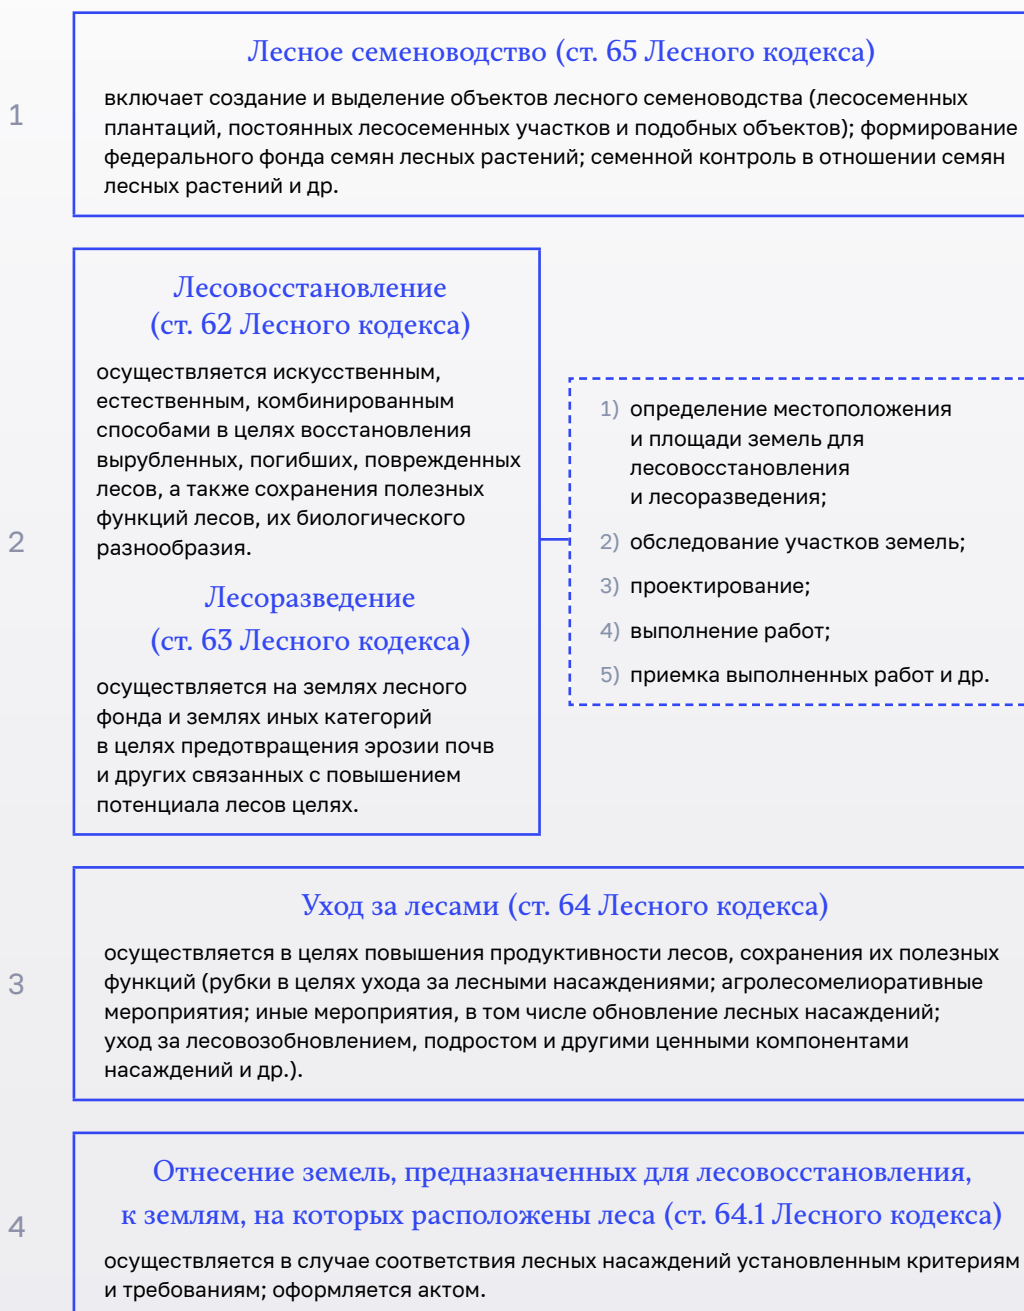 1
Лесное семеноводство (ст. 65 Лесного кодекса)
включает создание и выделение объектов лесного семеноводства (лесосеменных
плантаций, постоянных лесосеменных участков и подобных объектов); формирование
федерального фонда семян лесных растений; семенной контроль в отношении семян
лесных растений и др.
2
Лесовосстановление
(ст. 62 Лесного кодекса)
осуществляется искусственным,
естественным, комбинированным
способами в целях восстановления
вырубленных, погибших, поврежденных
лесов, а также сохранения полезных
функций лесов, их биологического
разнообразия.
Лесоразведение
(ст. 63 Лесного кодекса)
осуществляется на землях лесного
фонда и землях иных категорий
в целях предотвращения эрозии почв
и других связанных с повышением
потенциала лесов целях.
1) определение местоположения
и площади земель для
лесовосстановления
и лесоразведения;
2) обследование участков земель;
3) проектирование;
4) выполнение работ;
5) приемка выполненных работ и др.
3
Уход за лесами (ст. 64 Лесного кодекса)
осуществляется в целях повышения продуктивности лесов, сохранения их полезных
функций (рубки в целях ухода за лесными насаждениями; агролесомелиоративные
мероприятия; иные мероприятия, в том числе обновление лесных насаждений;
уход за лесовозобновлением, подростом и другими ценными компонентами
насаждений и др.).
4
Отнесение земель, предназначенных для лесовосстановления,
к землям, на которых расположены леса (ст. 64.1 Лесного кодекса)
осуществляется в случае соответствия лесных насаждений установленным критериям
и требованиям; оформляется актом.